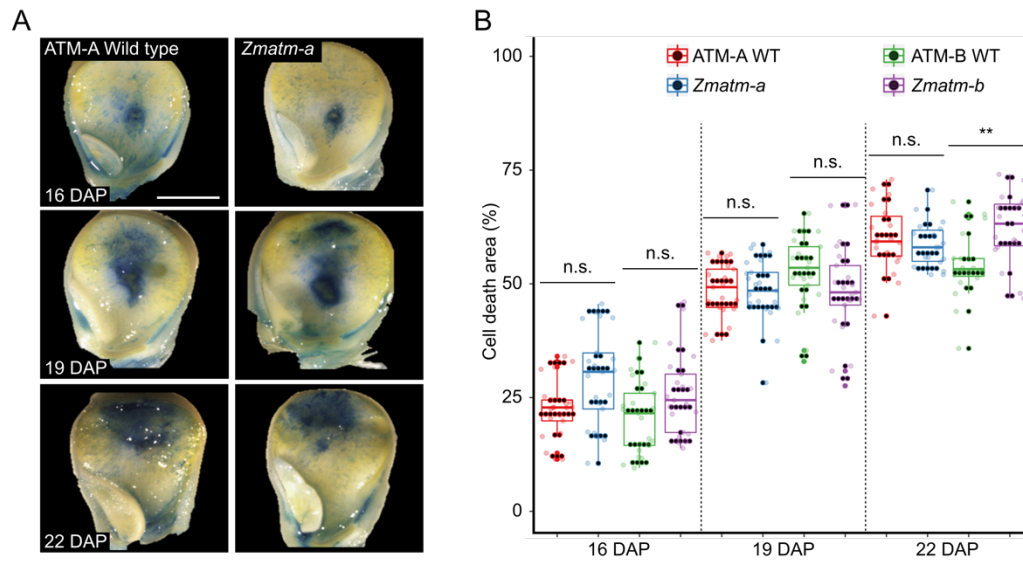 A
ATM-A Wild type
Zmatm-a
16 DAP
19 DAP
22 DAP
B
ATM-A WT
ATM-B WT
Zmatm-a
Zmatm-b
Cell death area (%)
100
75
50
25
0
n.s.
n.s.
n.s.
n.s.
n.s.
**
16 DAP
19 DAP
22 DAP